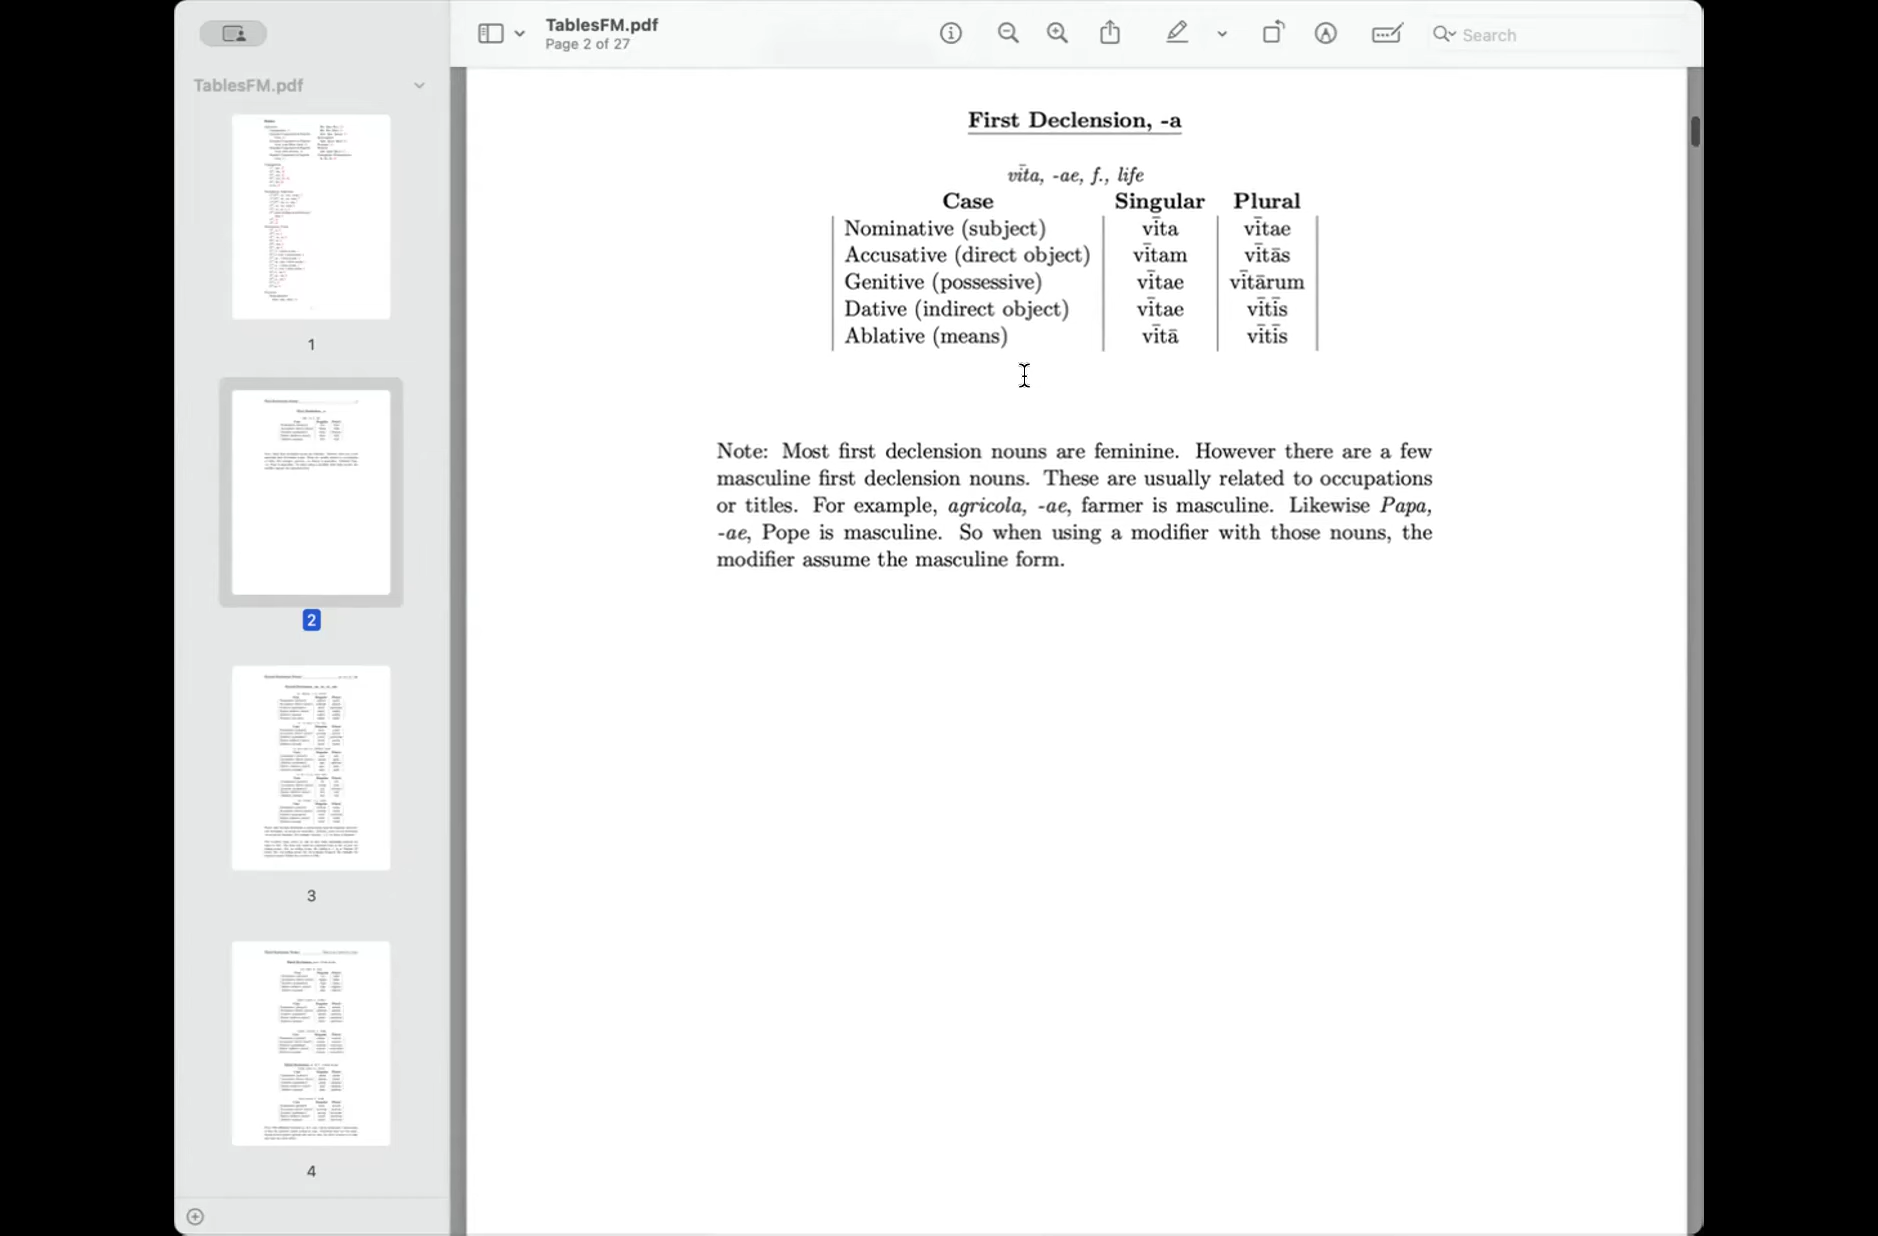 TablesFM.pdf
Page 2 of 27
Search
TablesFM.pdf
1
2
3
4
First Declension, -a
vīta, -ae, f., life
Case Singular Plural
Nominative (subject) vīta vītae
Accusative (direct object) vītam vītās
Genitive (possessive) vītae vītārum
Dative (indirect object) vītae vītīs
Ablative (means) vītā vītīs
Note: Most first declension nouns are feminine. However there are a few
masculine first declension nouns. These are usually related to occupations
or titles. For example, agricola, -ae, farmer is masculine. Likewise Papa,
-ae, Pope is masculine. So when using a modifier with those nouns, the
modifier assume the masculine form.